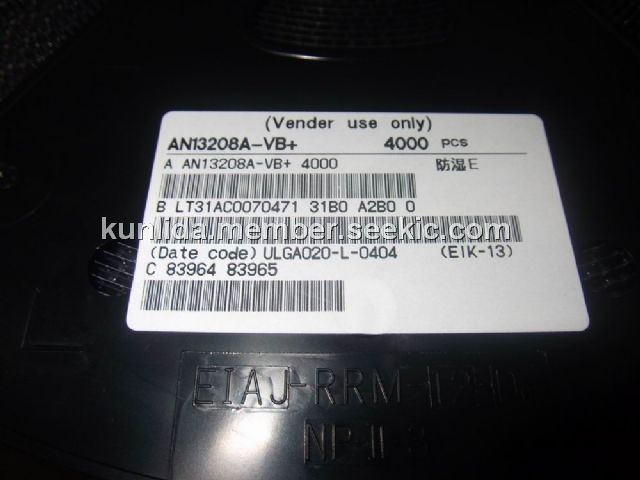 (Vender use only)
AN13208A-VB+ 4000 pcs
A AN13208A-VB+ 4000 防湿E
B LT31AC0070471 31B0 A2B0 0
kunlida.member.seekic.com
(Date code) ULGA020-L-0404 (EIK-13)
C 83964 83965
EIAJ-RRM